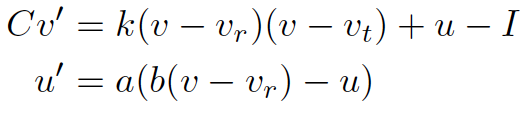 Cv′ = k(v − v_r)(v − v_t) + u − I
u′ = a(b(v − v_r) − u)